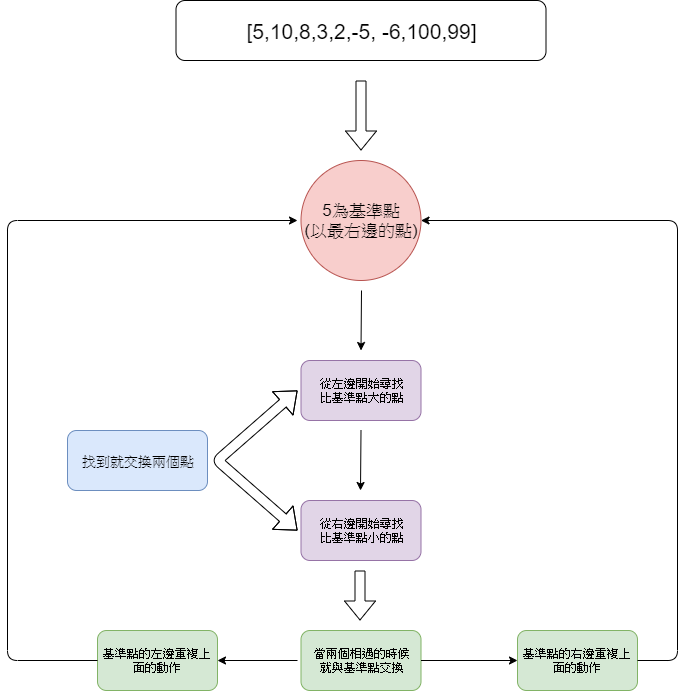 [5,10,8,3,2,-5, -6,100,99]
5為基準點
(以最右邊的點)
從左邊開始尋找
比基準點大的點
找到就交換兩個點
從右邊開始尋找
比基準點小的點
基準點的左邊重複上
面的動作
當兩個相遇的時候
就與基準點交換
基準點的右邊重複上
面的動作